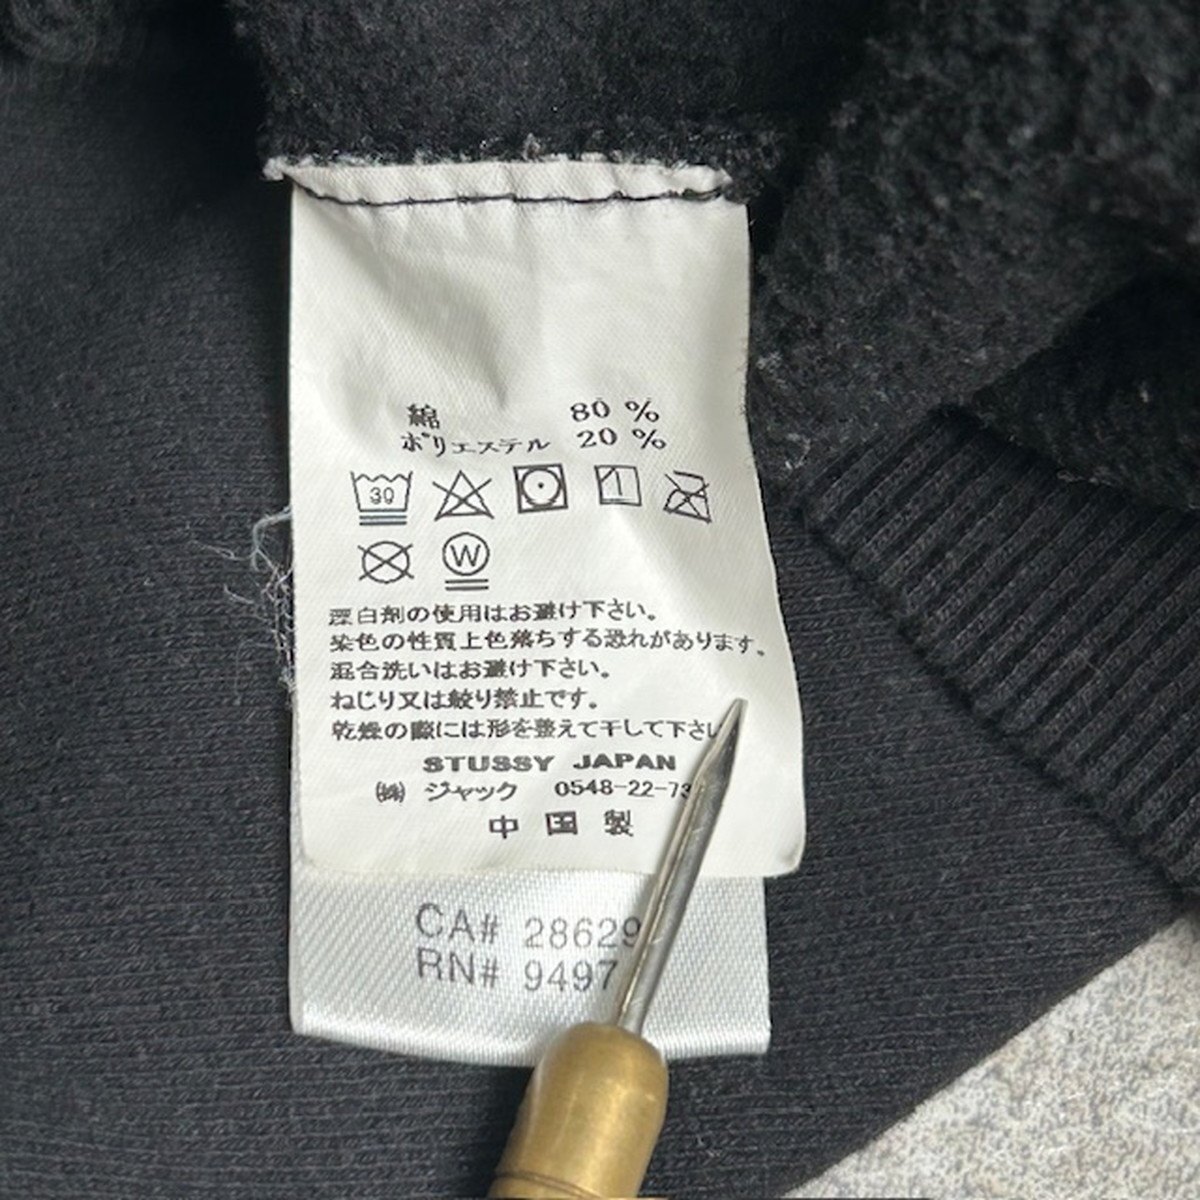 綿 80 %
ポリエステル 20 %
30
W
漂白剤の使用はお避け下さい。
染色の性質上色落ちする恐れがあります。
混合洗いはお避け下さい。
ねじり又は絞り禁止です。
乾燥の際には形を整えて干して下さい
STUSSY JAPAN
㈱ ジャック 0548-22-73
中国製
CA# 28629
RN# 9497